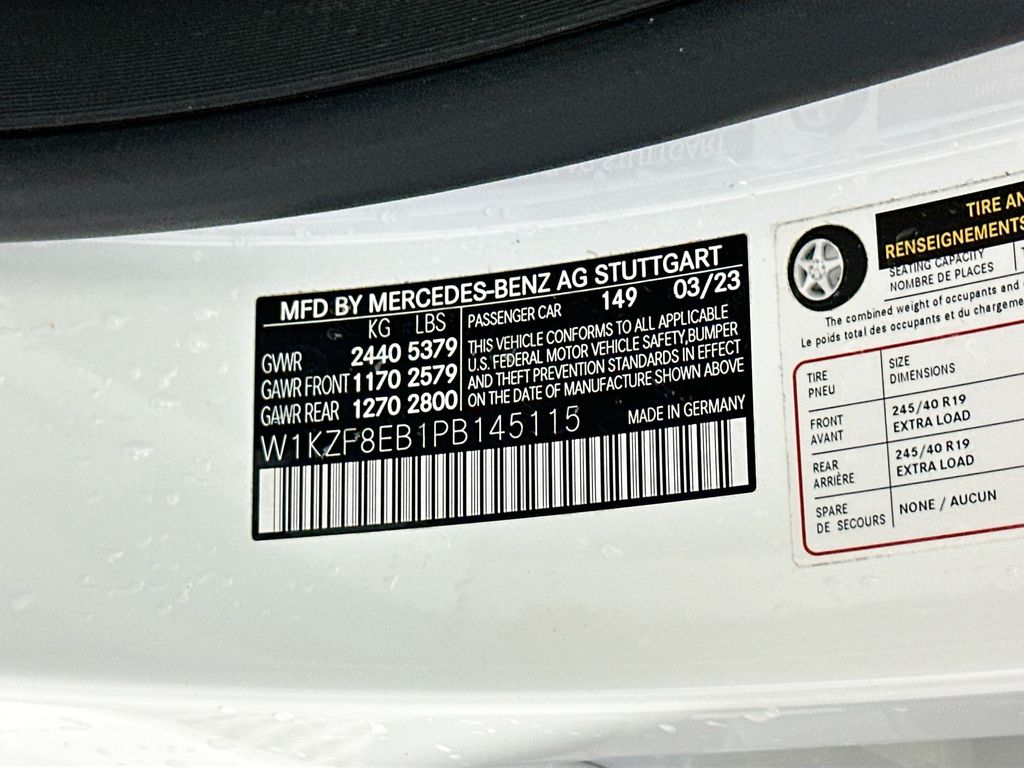 MFD BY MERCEDES-BENZ AG STUTTGART
KG LBS
GVWR 2440 5379
GAWR FRONT 1170 2579
GAWR REAR 1270 2800
PASSENGER CAR 149 03/23
THIS VEHICLE CONFORMS TO ALL APPLICABLE
U.S. FEDERAL MOTOR VEHICLE SAFETY,BUMPER
AND THEFT PREVENTION STANDARDS IN EFFECT
ON THE DATE OF MANUFACTURE SHOWN ABOVE
W1KZF8EB1PB145115
MADE IN GERMANY
TIRE AN
RENSEIGNEMENTS
SEATING CAPACITY
NOMBRE DE PLACES
The combined weight of occupants and
Le poids total des occupants et du chargeme
TIRE
PNEU
SIZE
DIMENSIONS
FRONT
AVANT
245/40 R19
EXTRA LOAD
REAR
ARRIÈRE
245/40 R19
EXTRA LOAD
SPARE
DE SECOURS
NONE / AUCUN